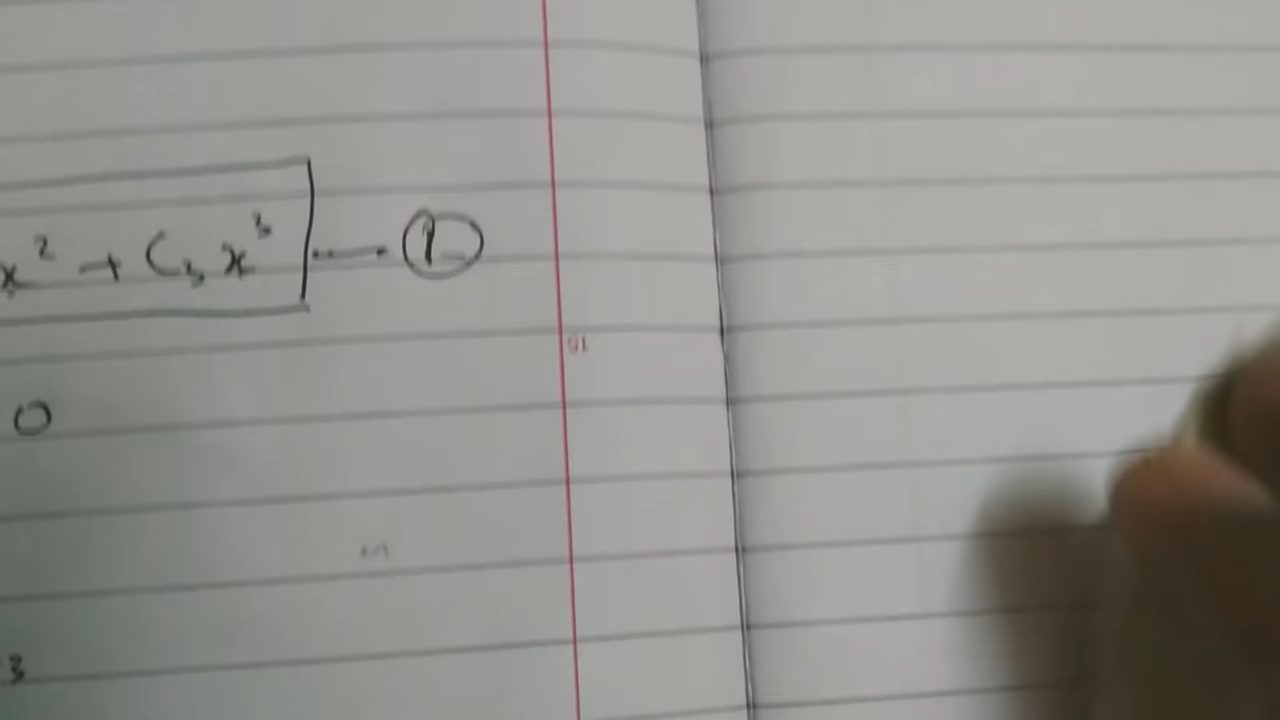 x² + C₃x³ ---- ①
0
3